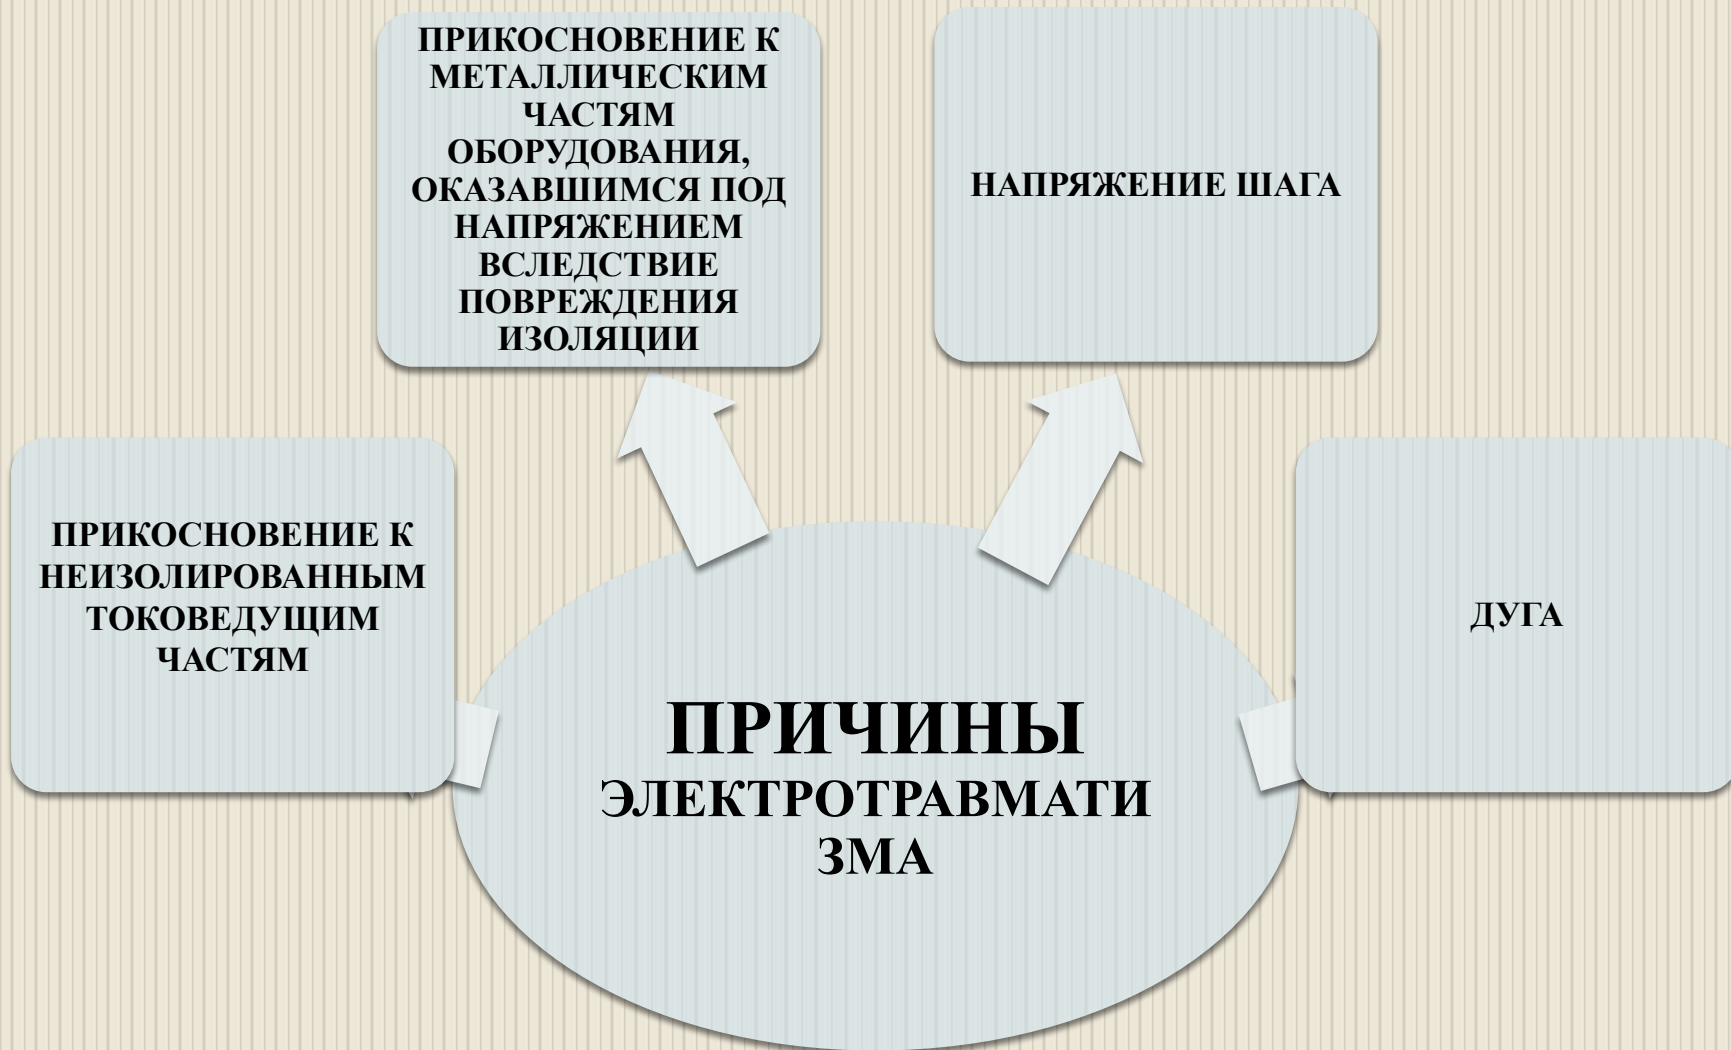 ПРИКОСНОВЕНИЕ К
МЕТАЛЛИЧЕСКИМ
ЧАСТЯМ
ОБОРУДОВАНИЯ,
ОКАЗАВШИМСЯ ПОД
НАПРЯЖЕНИЕМ
ВСЛЕДСТВИЕ
ПОВРЕЖДЕНИЯ
ИЗОЛЯЦИИ
НАПРЯЖЕНИЕ ШАГА
ПРИКОСНОВЕНИЕ К
НЕИЗОЛИРОВАННЫМ
ТОКОВЕДУЩИМ
ЧАСТЯМ
ДУГА
ПРИЧИНЫ
ЭЛЕКТРОТРАВМАТИ
ЗМА